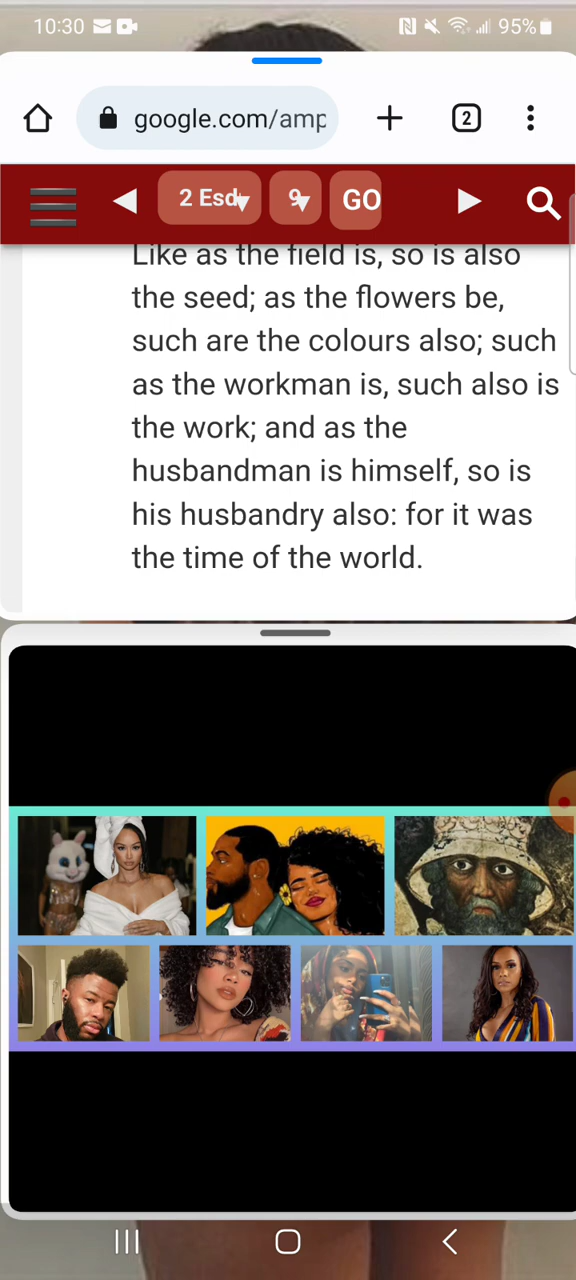 10:30
95%
google.com/amp
2
2 Esd
9
GO
Like as the field is, so is also
the seed; as the flowers be,
such are the colours also; such
as the workman is, such also is
the work; and as the
husbandman is himself, so is
his husbandry also: for it was
the time of the world.